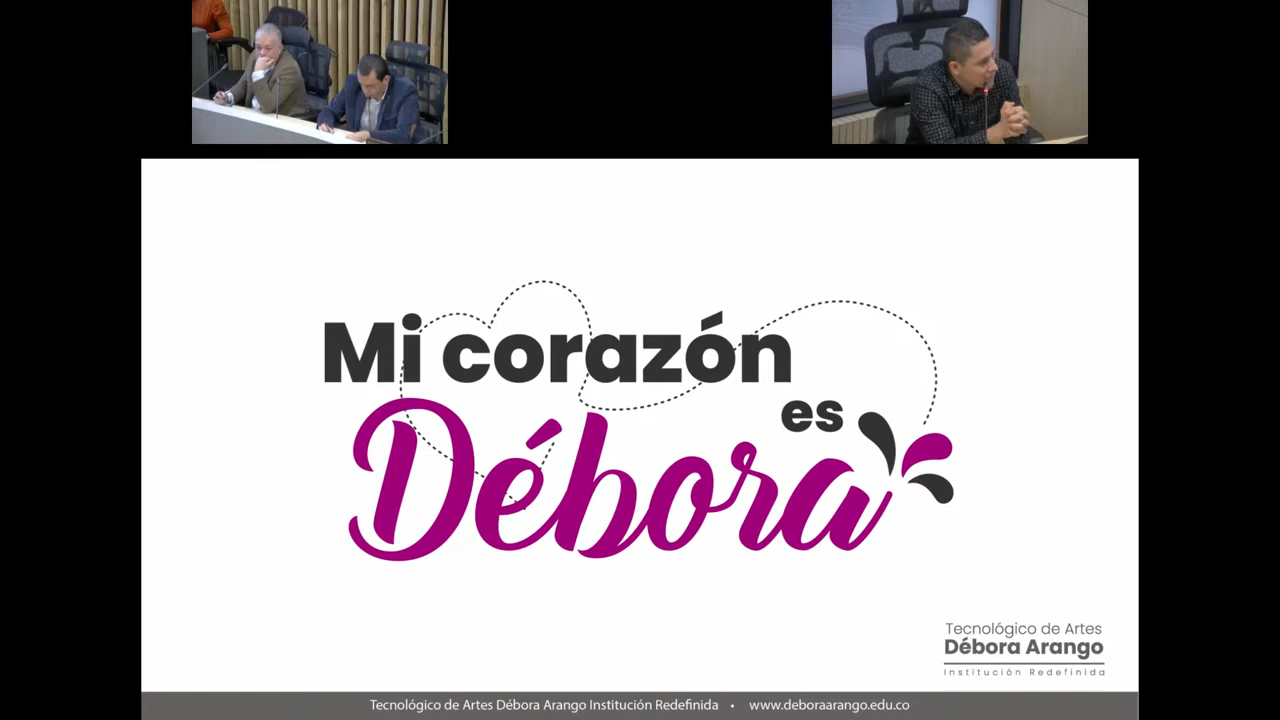 Mi corazón
es
Débora
Tecnológico de Artes
Débora Arango
Institución Redefinida
Tecnológico de Artes Débora Arango Institución Redefinida • www.deboraarango.edu.co